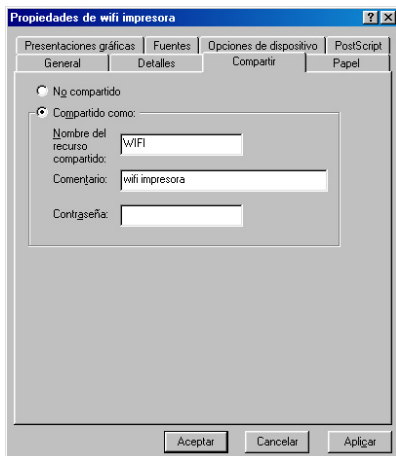 Propiedades de wifi impresora
Presentaciones gráficas Fuentes Opciones de dispositivo PostScript
General Detalles Compartir Papel
No compartido
Compartido como:
Nombre del
recurso
compartido:
WIFI
Comentario: wifi impresora
Contraseña:
Aceptar Cancelar Aplicar